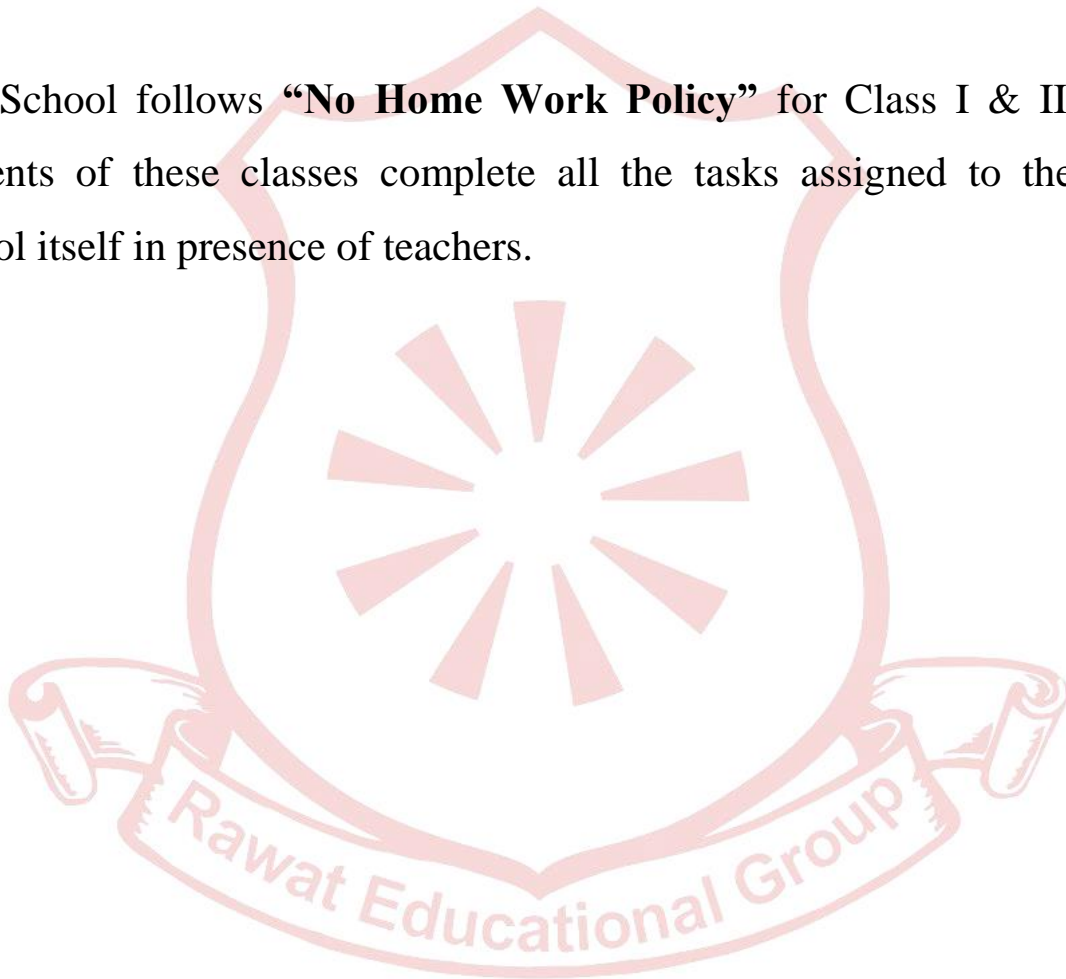 School follows “No Home Work Policy” for Class I & II
ents of these classes complete all the tasks assigned to the
ol itself in presence of teachers.
Rawat Educational Group